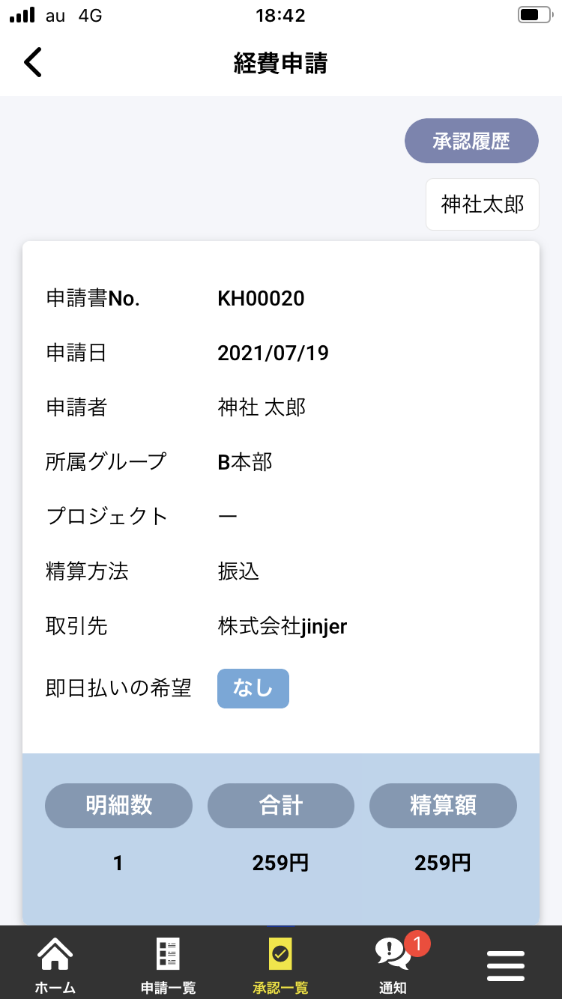 au 4G 18:42
経費申請
承認履歴
神社太郎
申請書No. KH00020
申請日 2021/07/19
申請者 神社 太郎
所属グループ B本部
プロジェクト ー
精算方法 振込
取引先 株式会社jinjer
即日払いの希望 なし
明細数 合計 精算額
1 259円 259円
1
ホーム 申請一覧 承認一覧 通知